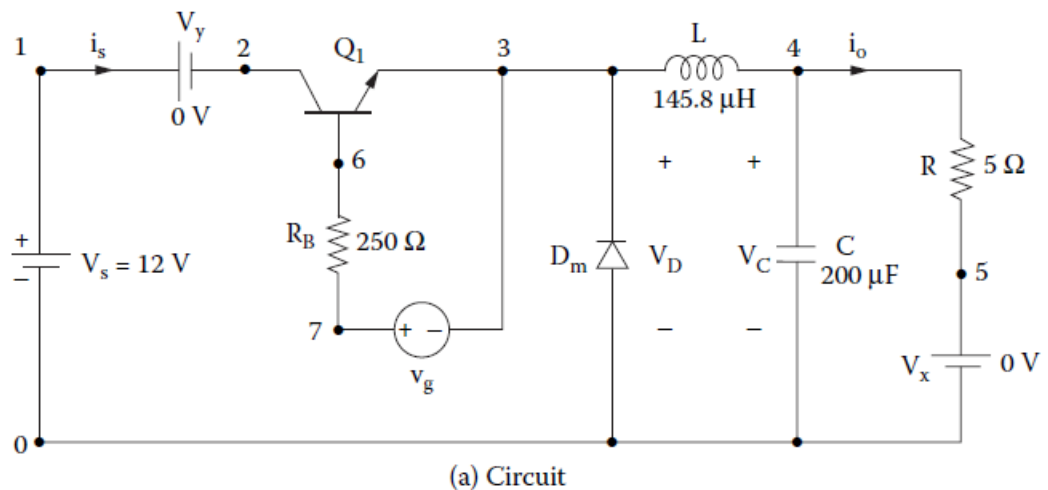 V_y
1 i_s 2 Q_1 3 L 4 i_o
0 V 145.8 μH
6 + + R 5 Ω
R_B 250 Ω
+ V_s = 12 V D_m V_D V_C C 5
− 200 μF
7 + − − − V_x 0 V
v_g
0
(a) Circuit